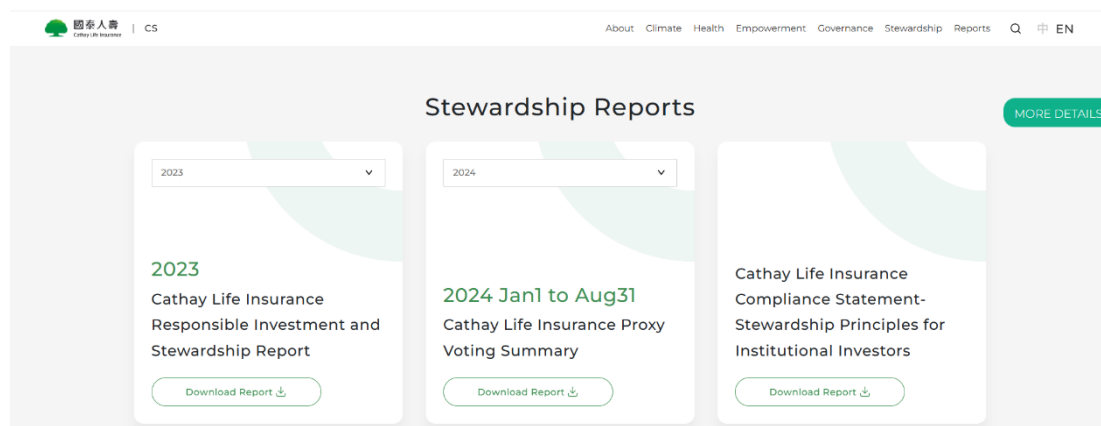 國泰人壽
Cathay Life Insurance
| CS
About Climate Health Empowerment Governance Stewardship Reports 中 EN
Stewardship Reports
MORE DETAILS
2023
2023
Cathay Life Insurance
Responsible Investment and
Stewardship Report
Download Report
2024
2024 Jan1 to Aug31
Cathay Life Insurance Proxy
Voting Summary
Download Report
Cathay Life Insurance
Compliance Statement-
Stewardship Principles for
Institutional Investors
Download Report